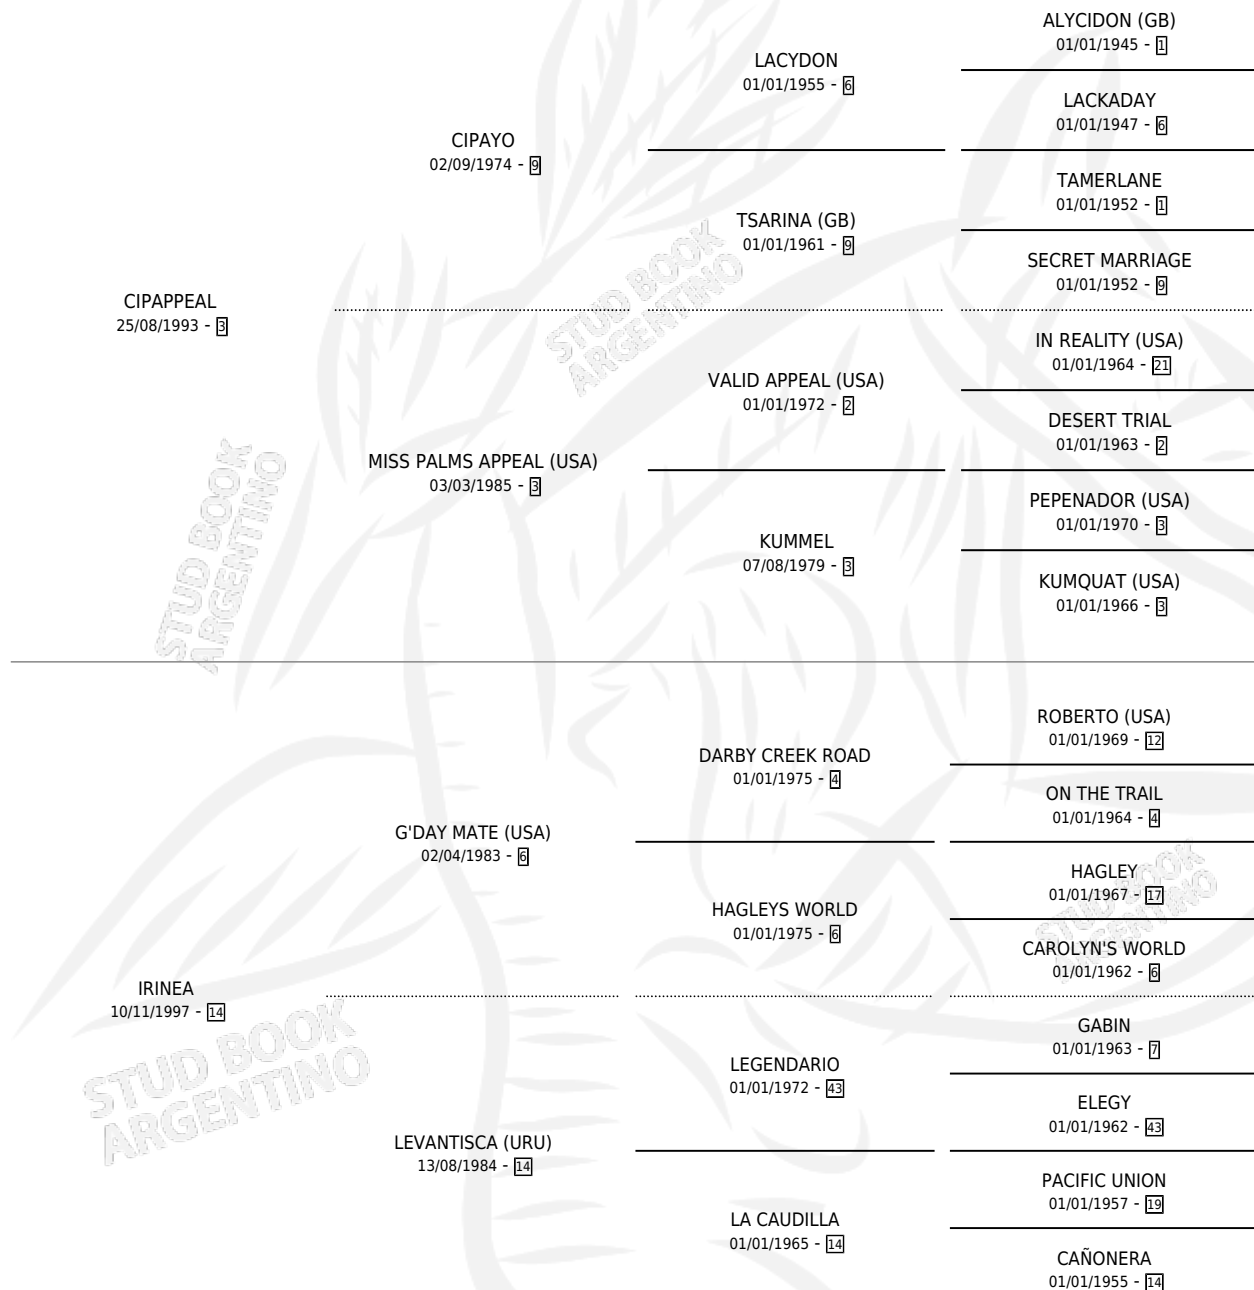 ALYCIDON (GB)
01/01/1945 - 1
LACYDON
01/01/1955 - 6
LACKADAY
01/01/1947 - 6
CIPAYO
02/09/1974 - 9
TAMERLANE
01/01/1952 - 1
TSARINA (GB)
01/01/1961 - 9
SECRET MARRIAGE
01/01/1952 - 9
CIPAPPEAL
25/08/1993 - 3
STUD BOOK
ARGENTINO
IN REALITY (USA)
01/01/1964 - 21
VALID APPEAL (USA)
01/01/1972 - 2
DESERT TRIAL
01/01/1963 - 2
MISS PALMS APPEAL (USA)
03/03/1985 - 3
PEPENADOR (USA)
01/01/1970 - 3
KUMMEL
07/08/1979 - 3
KUMQUAT (USA)
01/01/1966 - 3
STUD BOOK
ARGENTINO
ROBERTO (USA)
01/01/1969 - 12
DARBY CREEK ROAD
01/01/1975 - 4
ON THE TRAIL
01/01/1964 - 4
G'DAY MATE (USA)
02/04/1983 - 6
HAGLEY
01/01/1967 - 17
HAGLEYS WORLD
01/01/1975 - 6
STUD BOOK
ARGENTINO
CAROLYN'S WORLD
01/01/1962 - 6
IRINEA
10/11/1997 - 14
GABIN
01/01/1963 - 7
LEGENDARIO
01/01/1972 - 43
STUD BOOK
ARGENTINO
ELEGY
01/01/1962 - 43
LEVANTISCA (URU)
13/08/1984 - 14
PACIFIC UNION
01/01/1957 - 19
LA CAUDILLA
01/01/1965 - 14
CAÑONERA
01/01/1955 - 14